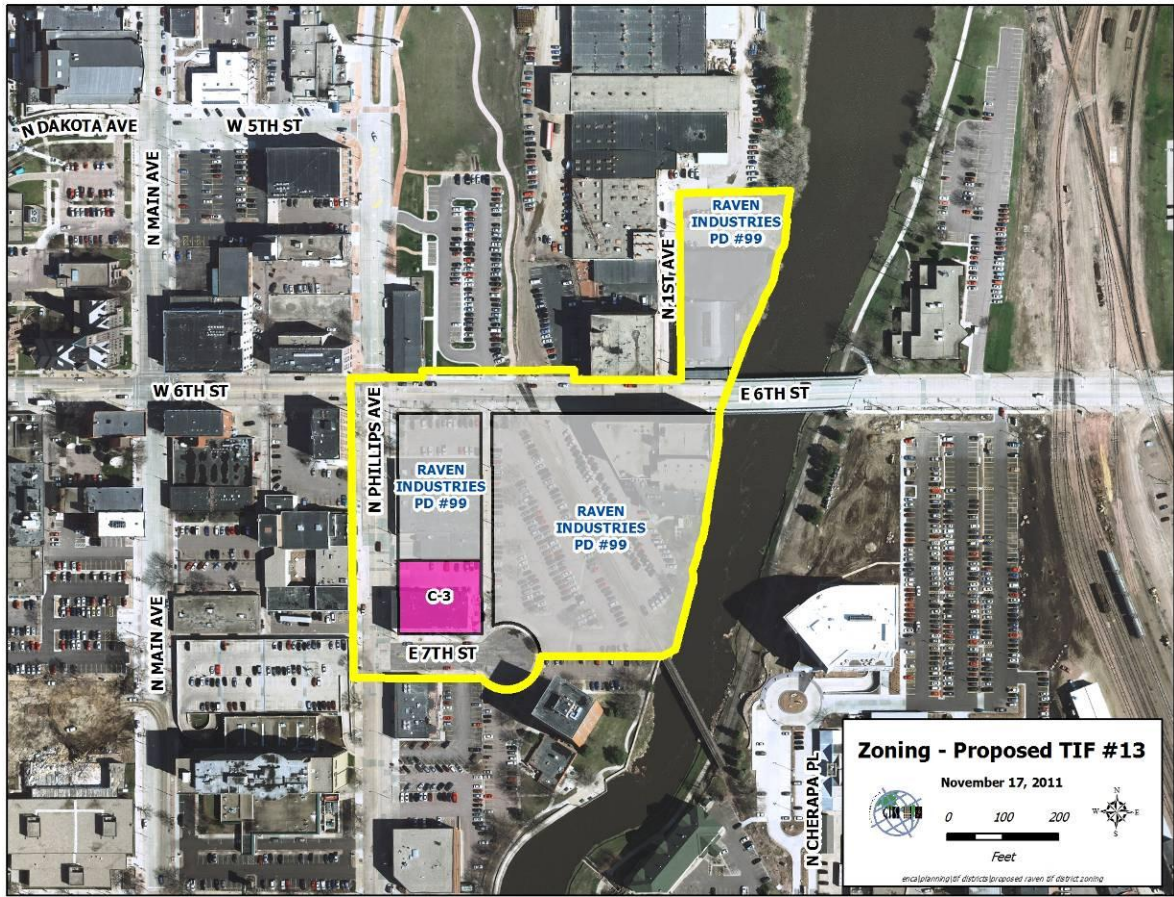 N DAKOTA AVE
W 5TH ST
N MAIN AVE
RAVEN
INDUSTRIES
PD #99
N 1ST AVE
W 6TH ST
E 6TH ST
N PHILLIPS AVE
RAVEN
INDUSTRIES
PD #99
RAVEN
INDUSTRIES
PD #99
C-3
E 7TH ST
N MAIN AVE
N CHERAPA PL
Zoning - Proposed TIF #13
November 17, 2011
N
W
E
S
0 100 200
Feet